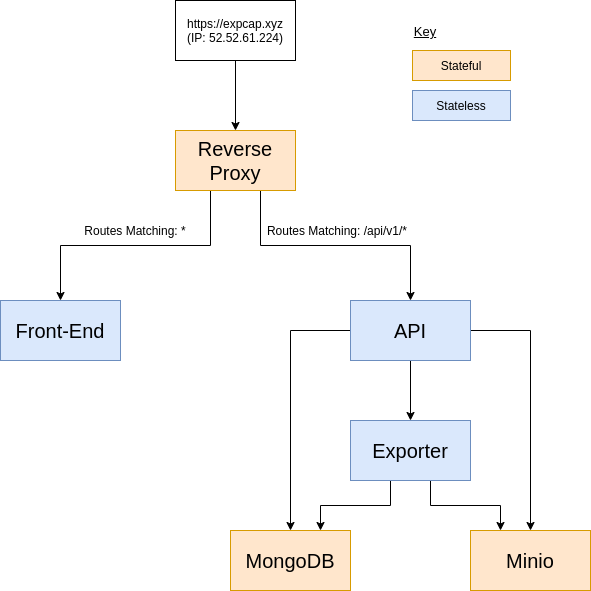 https://expcap.xyz
(IP: 52.52.61.224)
Key
Stateful
Stateless
Reverse
Proxy
Routes Matching: *
Routes Matching: /api/v1/*
Front-End
API
Exporter
MongoDB
Minio